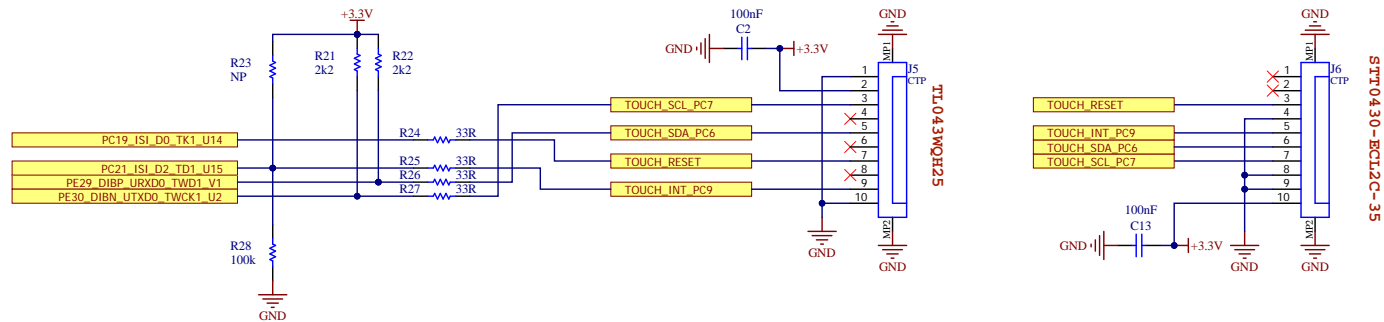 +3.3V
R23
NP
R21
2k2
R22
2k2
PC19_ISI_D0_TK1_U14
PC21_ISI_D2_TD1_U15
PE29_DIBP_URXD0_TWD1_V1
PE30_DIBN_UTXD0_TWCK1_U2
R24
33R
R25
33R
R26
33R
R27
33R
R28
100k
GND
100nF
C2
GND
+3.3V
TOUCH_SCL_PC7
TOUCH_SDA_PC6
TOUCH_RESET
TOUCH_INT_PC9
GND
MP1
J5
CTP
1
2
3
4
5
6
7
8
9
10
MP2
GND
GND
TL043WQH25
TOUCH_RESET
TOUCH_INT_PC9
TOUCH_SDA_PC6
TOUCH_SCL_PC7
100nF
C13
GND
+3.3V
GND
GND
MP1
J6
CTP
1
2
3
4
5
6
7
8
9
10
MP2
GND
STT0430-ECL2C-35